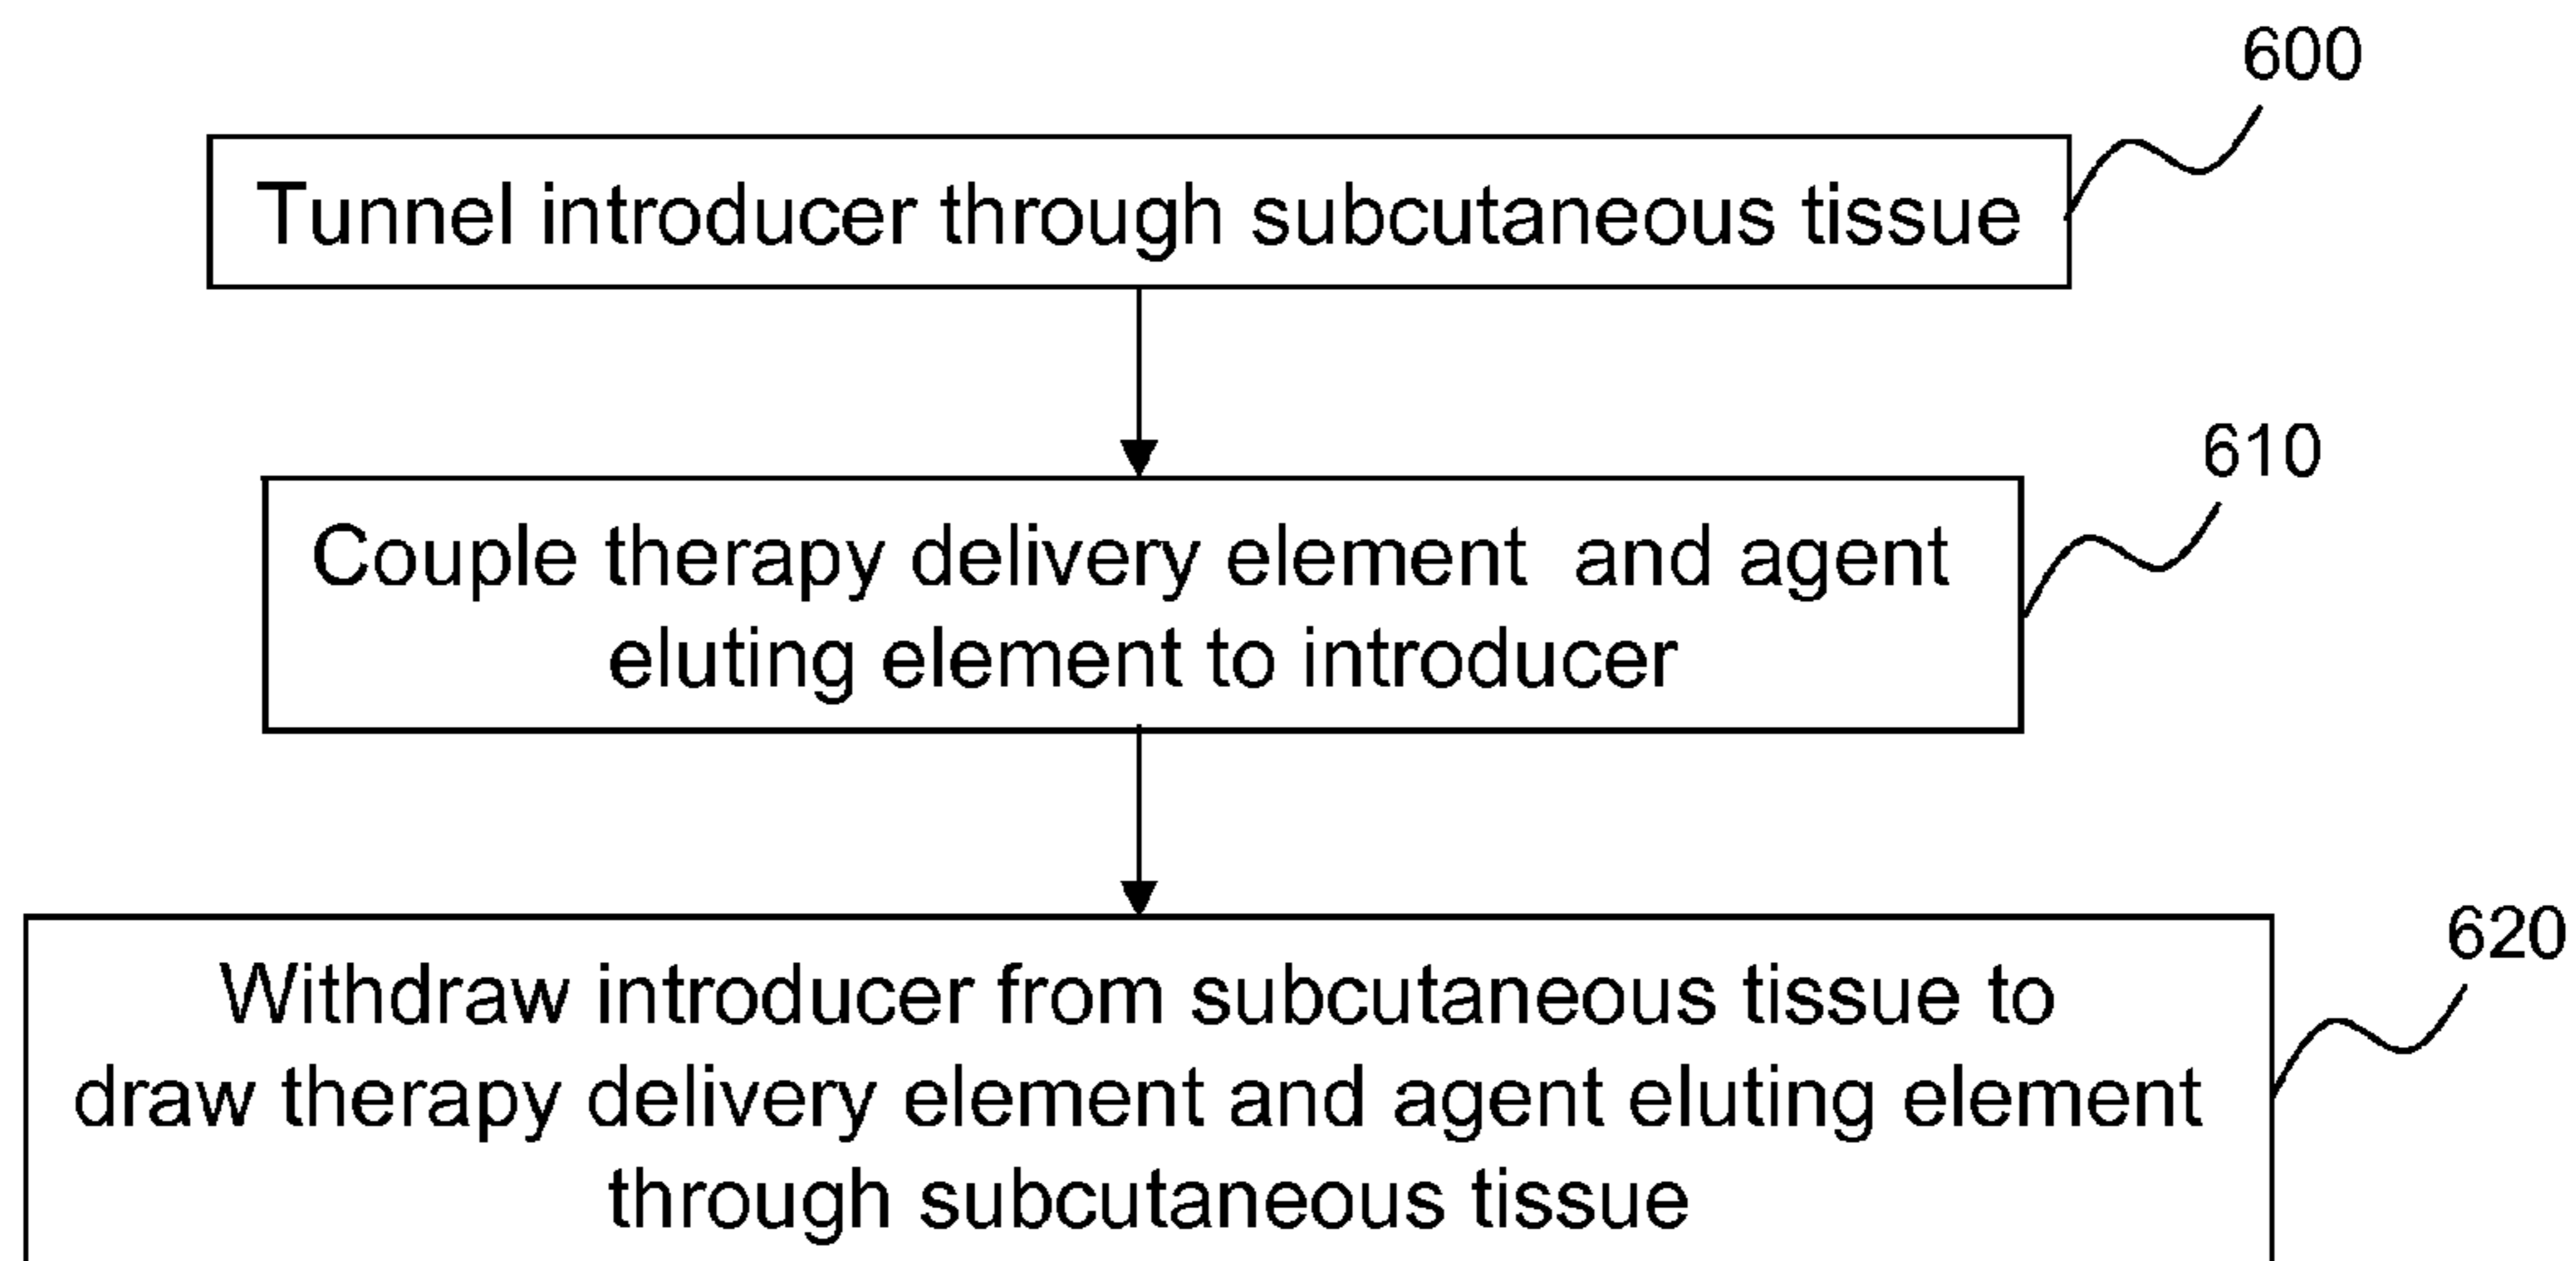 600
Tunnel introducer through subcutaneous tissue
610
Couple therapy delivery element and agent
eluting element to introducer
620
Withdraw introducer from subcutaneous tissue to
draw therapy delivery element and agent eluting element
through subcutaneous tissue